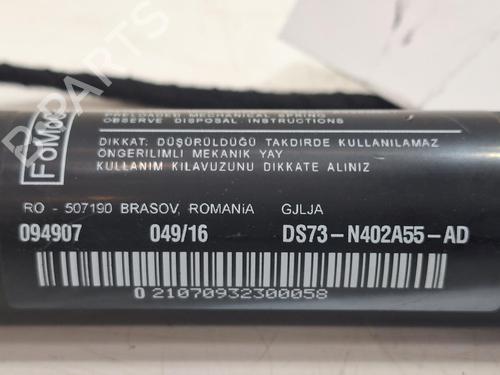 PRELOADED MECHANICAL SPRING
OBSERVE DISPOSAL INSTRUCTIONS
FoMoCo
DIKKAT: DÜŞÜRÜLDÜĞÜ TAKDIRDE KULLANILAMAZ
ÖNGERILIMLI MEKANIK YAY
KULLANIM KILAVUZUNU DIKKATE ALINIZ
RO - 507190 BRASOV, ROMANiA GJLJA
094907 049/16 DS73-N402A55-AD
0 21070932300058
B-PARTS